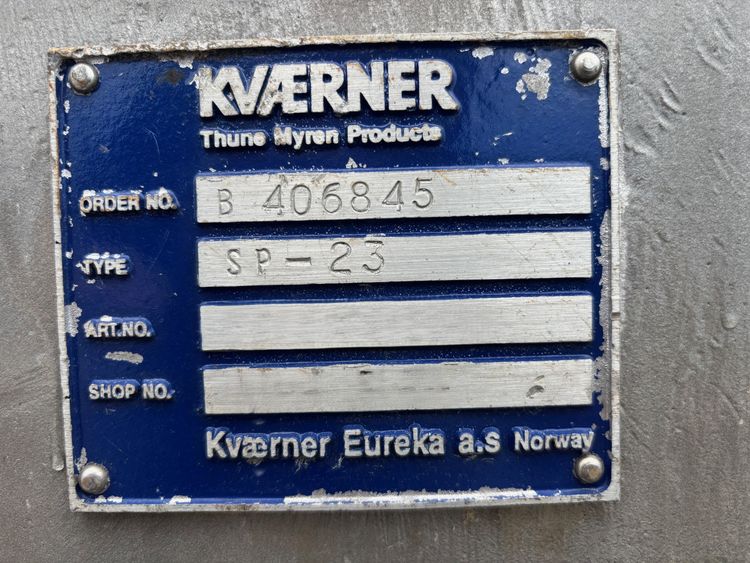 KVÆRNER
Thune Myren Products
ORDER NO. B 406845
TYPE SP-23
ART.NO.
SHOP NO.
Kværner Eureka a.s Norway